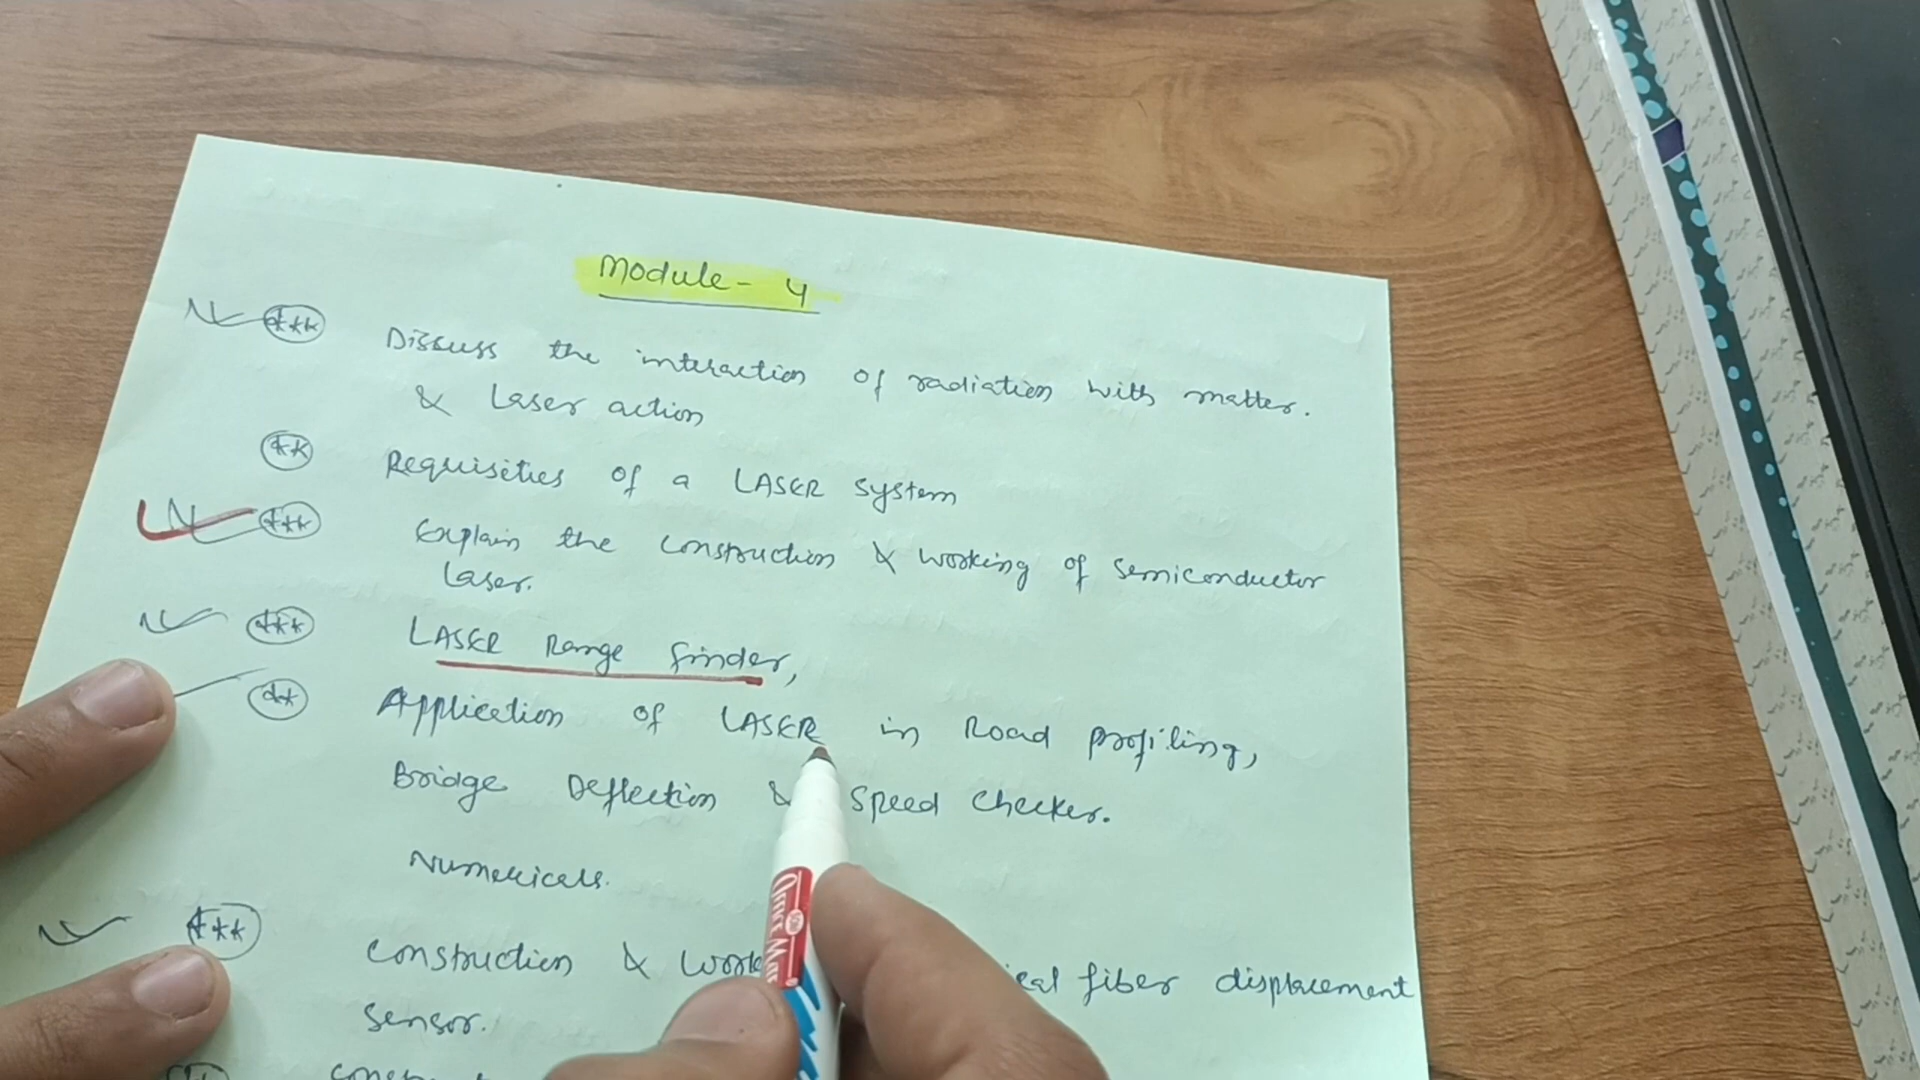 Module - 4
*** Discuss the interaction of radiation with matter.
& Laser action
** Requisities of a LASER system
*** Explain the construction & working of semiconductor
laser.
*** LASER Range finder,
** Application of LASER in Road profiling,
Bridge Deflection & Speed checker.
Numericals.
*** Construction & fiber displacement
sensor.